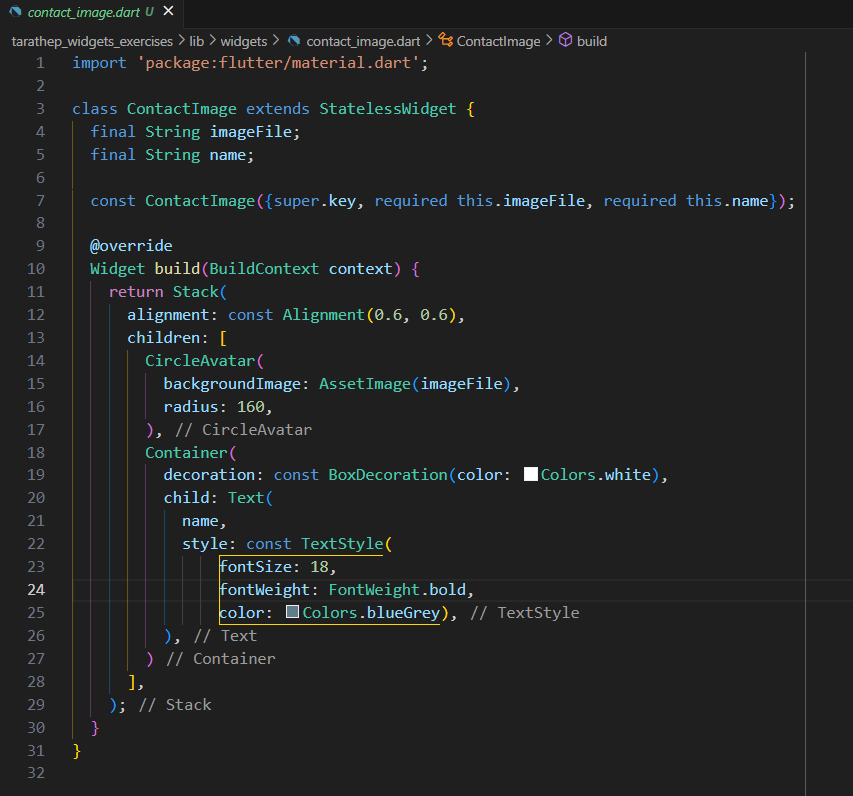 contact_image.dart U ×
tarathep_widgets_exercises > lib > widgets > contact_image.dart > ContactImage > build
1 import 'package:flutter/material.dart';
2
3 class ContactImage extends StatelessWidget {
4   final String imageFile;
5   final String name;
6
7   const ContactImage({super.key, required this.imageFile, required this.name});
8
9   @override
10   Widget build(BuildContext context) {
11     return Stack(
12       alignment: const Alignment(0.6, 0.6),
13       children: [
14         CircleAvatar(
15           backgroundImage: AssetImage(imageFile),
16           radius: 160,
17         ), // CircleAvatar
18         Container(
19           decoration: const BoxDecoration(color: Colors.white),
20           child: Text(
21             name,
22             style: const TextStyle(
23                 fontSize: 18,
24                 fontWeight: FontWeight.bold,
25                 color: Colors.blueGrey), // TextStyle
26           ), // Text
27         ) // Container
28       ],
29     ); // Stack
30   }
31 }
32